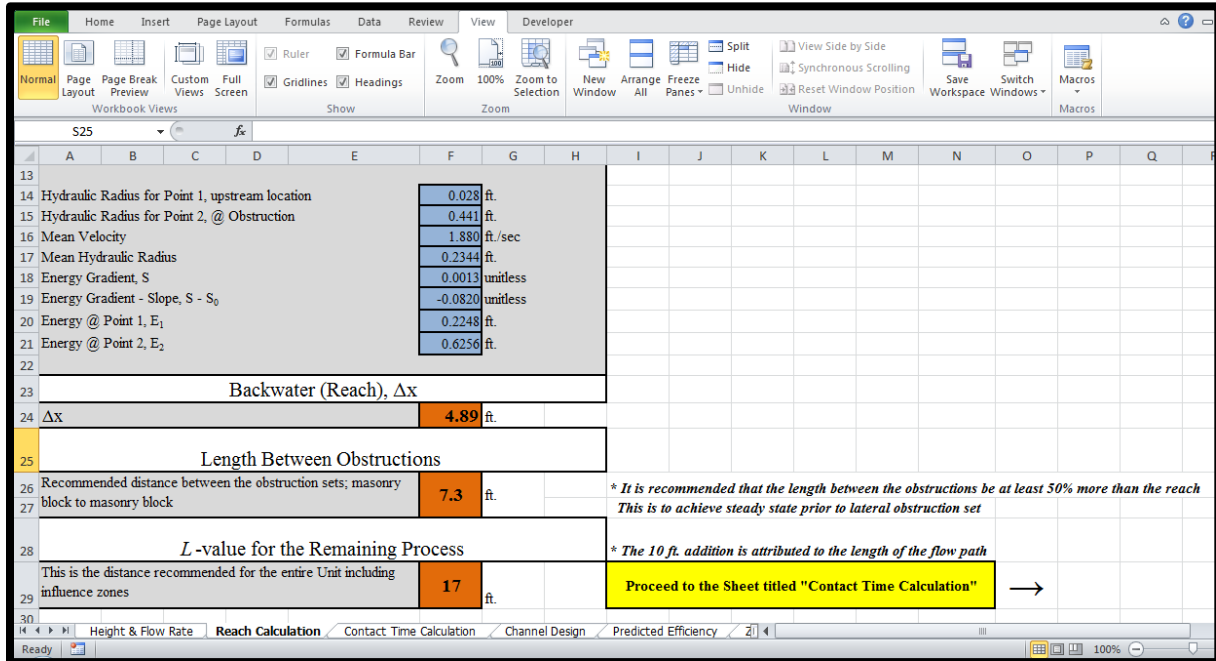 File Home Insert Page Layout Formulas Data Review View Developer
Normal Page Layout Page Break Preview Custom Views Full Screen
Workbook Views
Ruler Formula Bar
Gridlines Headings
Show
Zoom 100% Zoom to Selection
Zoom
New Window Arrange All Freeze Panes
Split
Hide
Unhide
View Side by Side
Synchronous Scrolling
Reset Window Position
Window
Save Workspace Switch Windows
Macros
Macros
S25 fx
A B C D E F G H I J K L M N O P Q
13
14 Hydraulic Radius for Point 1, upstream location 0.028 ft.
15 Hydraulic Radius for Point 2, @ Obstruction 0.441 ft.
16 Mean Velocity 1.880 ft./sec
17 Mean Hydraulic Radius 0.2344 ft.
18 Energy Gradient, S 0.0013 unitless
19 Energy Gradient - Slope, S - S₀ -0.0820 unitless
20 Energy @ Point 1, E₁ 0.2248 ft.
21 Energy @ Point 2, E₂ 0.6256 ft.
22
23 Backwater (Reach), Δx
24 Δx 4.89 ft.
25 Length Between Obstructions
26 Recommended distance between the obstruction sets; masonry
27 block to masonry block 7.3 ft.
* It is recommended that the length between the obstructions be at least 50% more than the reach
This is to achieve steady state prior to lateral obstruction set
28 L -value for the Remaining Process
* The 10 ft. addition is attributed to the length of the flow path
This is the distance recommended for the entire Unit including
29 influence zones 17 ft.
Proceed to the Sheet titled "Contact Time Calculation" →
30
Height & Flow Rate Reach Calculation Contact Time Calculation Channel Design Predicted Efficiency
Ready 100%